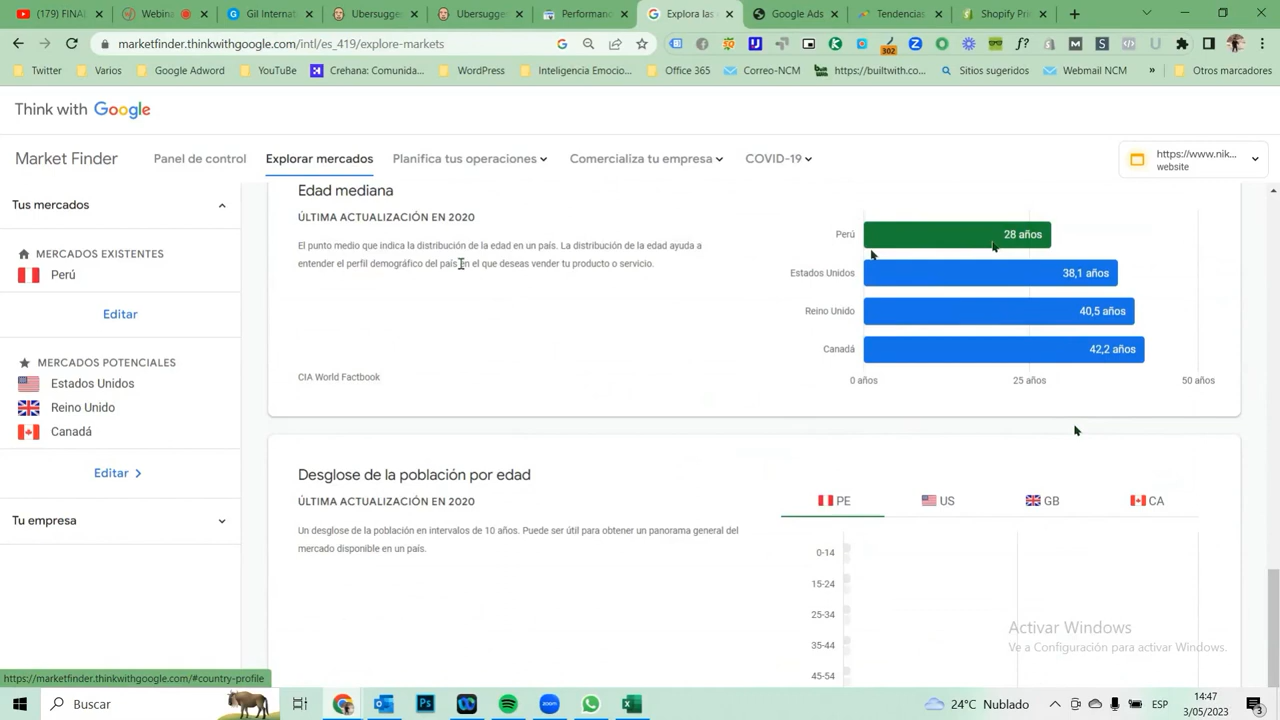 (179) FINAL
Webina
Gil Internat
Ubersugge
Ubersugge
Performanc
Explora las
Google Ads
Tendencias
Shopify Pri
marketfinder.thinkwithgoogle.com/intl/es_419/explore-markets
302
Twitter
Varios
Google Adword
YouTube
Crehana: Comunida...
WordPress
Inteligencia Emocio...
Office 365
Correo-NCM
https://builtwith.co...
Sitios sugeridos
Webmail NCM
»
Otros marcadores
Think with Google
Market Finder
Panel de control
Explorar mercados
Planifica tus operaciones
Comercializa tu empresa
COVID-19
https://www.nik...
website
Tus mercados
MERCADOS EXISTENTES
Perú
Editar
MERCADOS POTENCIALES
Estados Unidos
Reino Unido
Canadá
Editar
Tu empresa
Edad mediana
ÚLTIMA ACTUALIZACIÓN EN 2020
El punto medio que indica la distribución de la edad en un país. La distribución de la edad ayuda a
entender el perfil demográfico del país en el que deseas vender tu producto o servicio.
CIA World Factbook
Perú
28 años
Estados Unidos
38,1 años
Reino Unido
40,5 años
Canadá
42,2 años
0 años
25 años
50 años
Desglose de la población por edad
ÚLTIMA ACTUALIZACIÓN EN 2020
Un desglose de la población en intervalos de 10 años. Puede ser útil para obtener un panorama general del
mercado disponible en un país.
PE
US
GB
CA
0-14
15-24
25-34
35-44
45-54
Activar Windows
Ve a Configuración para activar Windows.
https://marketfinder.thinkwithgoogle.com/#country-profile
Buscar
24°C Nublado
ESP
14:47
3/05/2023
3